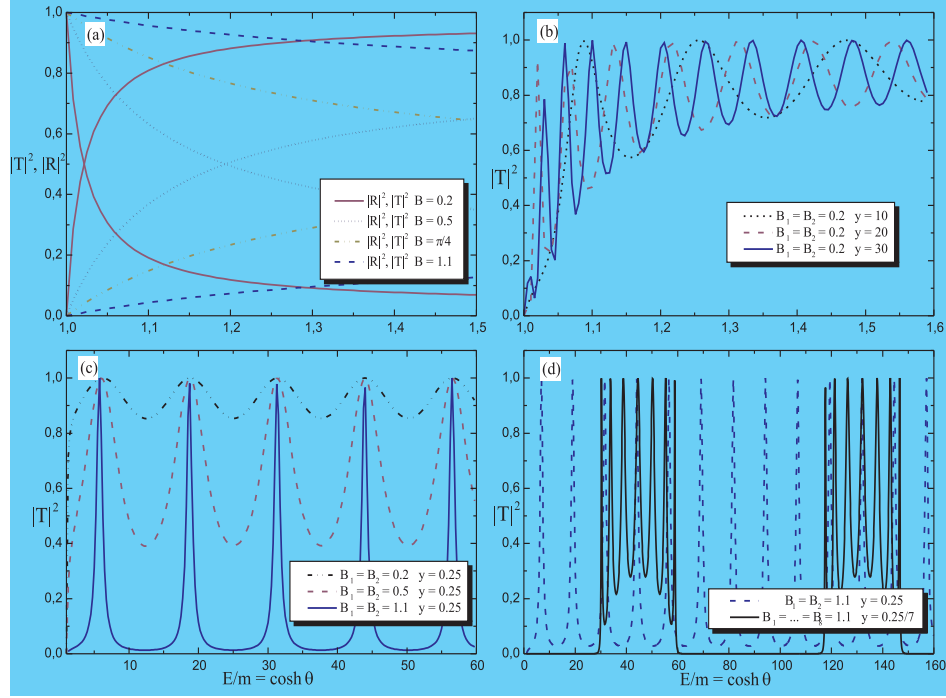 (a)
1,0
0,8
0,6
|T|², |R|²
0,4
0,2
0,0
1,0 1,1 1,2 1,3 1,4 1,5
|R|², |T|² B = 0.2
|R|², |T|² B = 0.5
|R|², |T|² B = π/4
|R|², |T|² B = 1.1
(b)
1,0
0,8
0,6
|T|²
0,4
0,2
0,0
1,0 1,1 1,2 1,3 1,4 1,5 1,6
B₁ = B₂ = 0.2 y = 10
B₁ = B₂ = 0.2 y = 20
B₁ = B₂ = 0.2 y = 30
(c)
1,0
0,8
0,6
|T|²
0,4
0,2
0,0
10 20 30 40 50 60
E/m = cosh θ
B₁ = B₂ = 0.2 y = 0.25
B₁ = B₂ = 0.5 y = 0.25
B₁ = B₂ = 1.1 y = 0.25
(d)
1,0
0,8
0,6
|T|²
0,4
0,2
0,0
0 20 40 60 80 100 120 140 160
E/m = cosh θ
B₁ = B₂ = 1.1 y = 0.25
B₁ = ... = B₈ = 1.1 y = 0.25/7